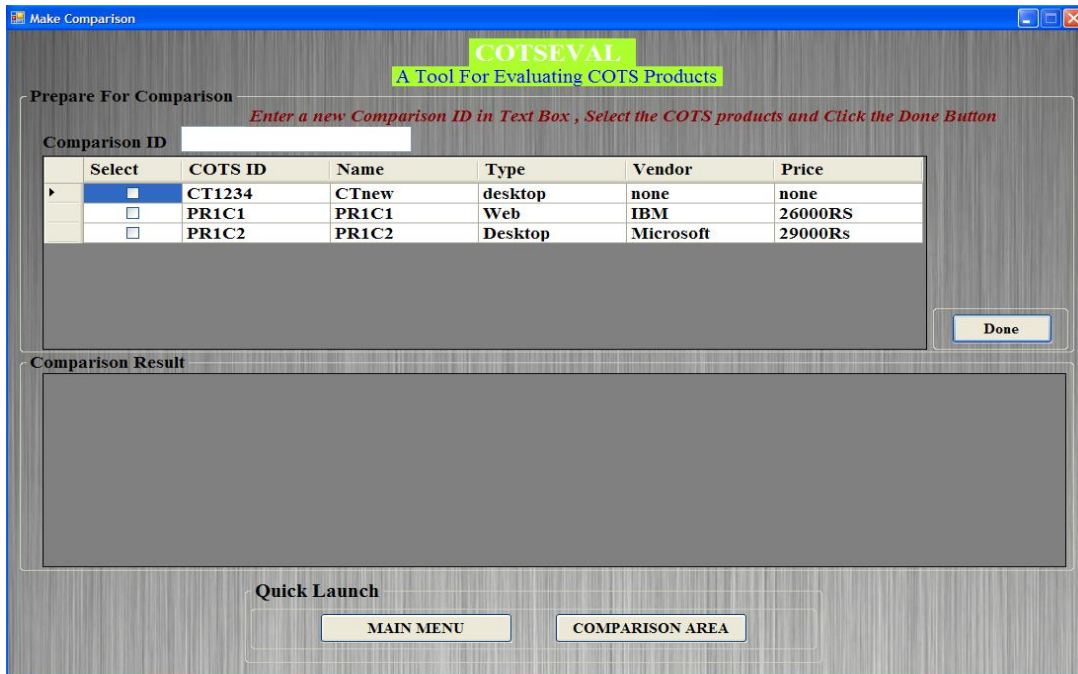 Make Comparison
COTSEVAL
A Tool For Evaluating COTS Products
Prepare For Comparison
Enter a new Comparison ID in Text Box , Select the COTS products and Click the Done Button
Comparison ID
Select COTS ID Name Type Vendor Price
CT1234 CTnew desktop none none
PR1C1 PR1C1 Web IBM 26000RS
PR1C2 PR1C2 Desktop Microsoft 29000Rs
Done
Comparison Result
Quick Launch
MAIN MENU COMPARISON AREA